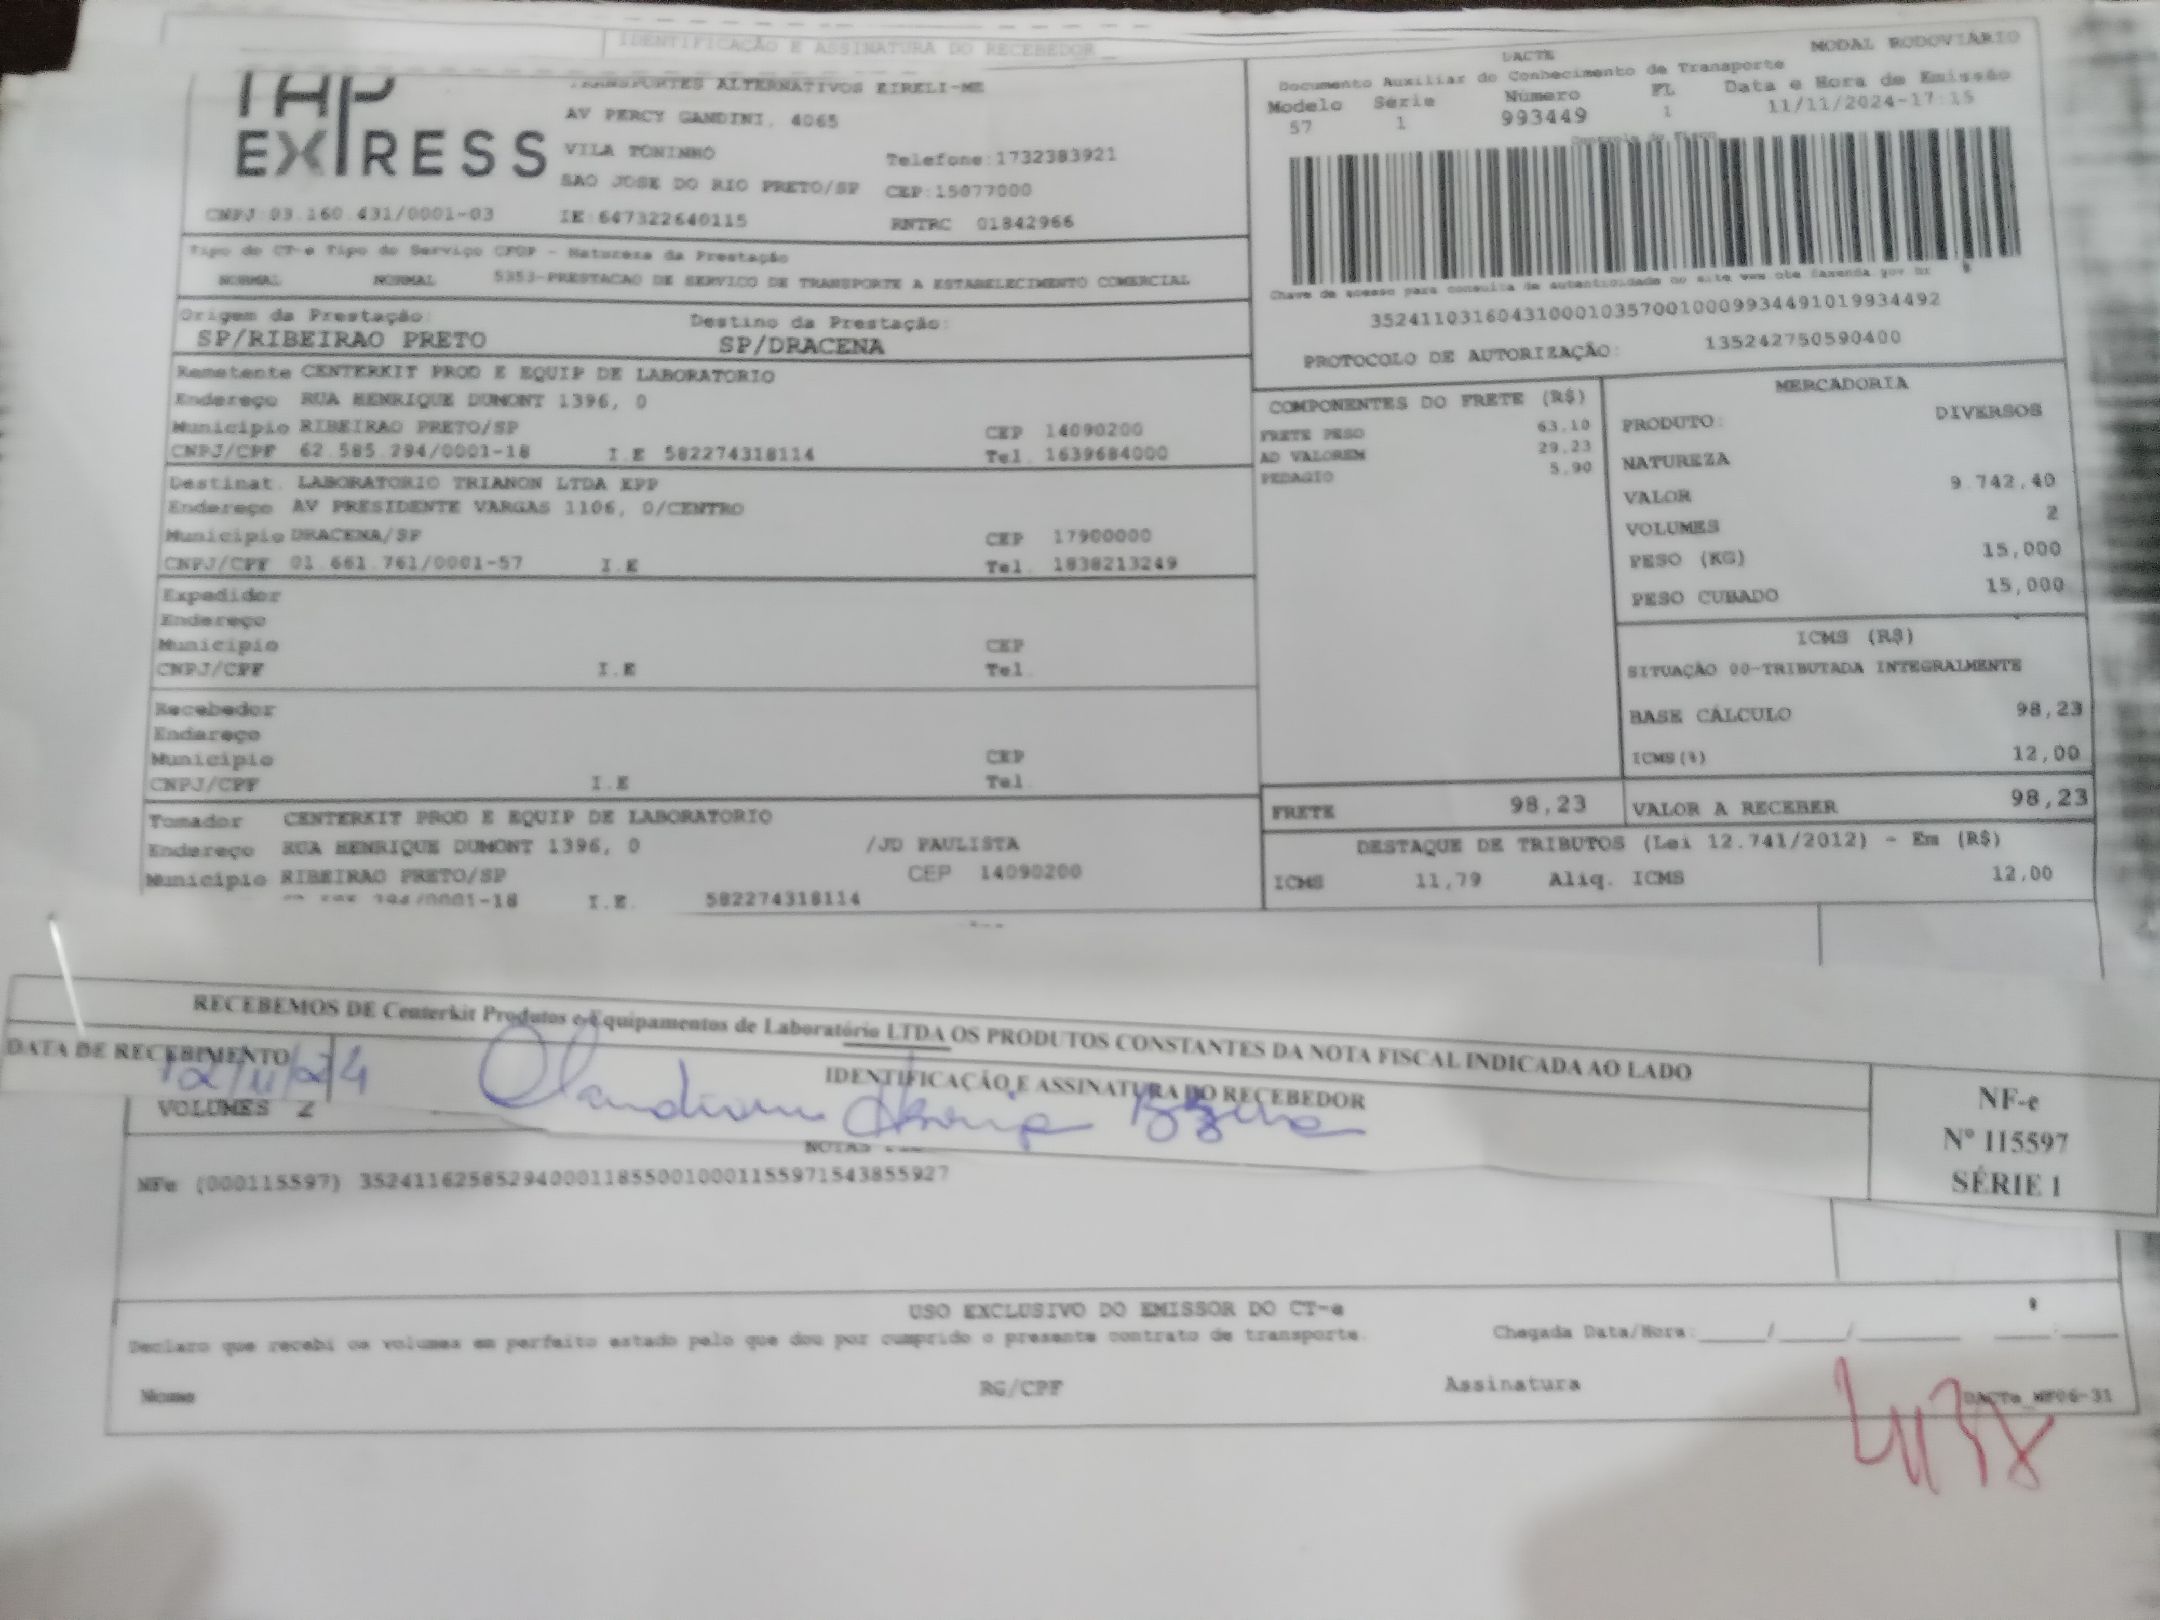 IDENTIFICAÇÃO E ASSINATURA DO RECEBEDOR
TAP EXPRESS
TRANSPORTES ALTERNATIVOS EIRELI-ME
AV PERCY GANDINI, 4065
VILA TONINHO Telefone:1732383921
SAO JOSE DO RIO PRETO/SP CEP:15077000
CNPJ:03.160.431/0001-03 IE:647322640115 RNTRC 01842966
Tipo do CT-e Tipo do Serviço CFOP - Natureza da Prestação
NORMAL NORMAL 5353-PRESTACAO DE SERVICO DE TRANSPORTE A ESTABELECIMENTO COMERCIAL
Origem da Prestação: Destino da Prestação:
SP/RIBEIRAO PRETO SP/DRACENA
Remetente CENTERKIT PROD E EQUIP DE LABORATORIO
Endereço RUA HENRIQUE DUMONT 1396, 0
Municipio RIBEIRAO PRETO/SP CEP 14090200
CNPJ/CPF 62.585.294/0001-18 I.E 582274318114 Tel. 1639684000
Destinat. LABORATORIO TRIANON LTDA EPP
Endereço AV PRESIDENTE VARGAS 1106, 0/CENTRO
Municipio DRACENA/SP CEP 17900000
CNPJ/CPF 01.661.761/0001-57 I.E Tel. 1838213249
Expedidor
Endereço
Municipio CEP
CNPJ/CPF I.E Tel.
Recebedor
Endereço
Municipio CEP
CNPJ/CPF I.E Tel.
Tomador CENTERKIT PROD E EQUIP DE LABORATORIO
Endereço RUA HENRIQUE DUMONT 1396, 0 /JD PAULISTA
Municipio RIBEIRAO PRETO/SP CEP 14090200
/0001-18 I.E. 582274318114
DACTE MODAL RODOVIÁRIO
Documento Auxiliar do Conhecimento de Transporte
Modelo Série Número FL Data e Hora de Emissão
57 1 993449 1 11/11/2024-17:15
Chave de acesso para consulta de autenticidade no site www.cte.fazenda.gov.br
35241103160431000103570010009934491019934492
PROTOCOLO DE AUTORIZAÇÃO: 135242750590400
COMPONENTES DO FRETE (R$)
FRETE PESO 63,10
AD VALOREM 29,23
PEDAGIO 5,90
MERCADORIA
PRODUTO: DIVERSOS
NATUREZA
VALOR 9.742,40
VOLUMES 2
PESO (KG) 15,000
PESO CUBADO 15,000
ICMS (R$)
SITUAÇÃO 00-TRIBUTADA INTEGRALMENTE
BASE CÁLCULO 98,23
ICMS(%) 12,00
FRETE 98,23 VALOR A RECEBER 98,23
DESTAQUE DE TRIBUTOS (Lei 12.741/2012) - Em (R$)
ICMS 11,79 Aliq. ICMS 12,00
RECEBEMOS DE Centerkit Produtos e Equipamentos de Laboratório LTDA OS PRODUTOS CONSTANTES DA NOTA FISCAL INDICADA AO LADO
DATA DE RECEBIMENTO IDENTIFICAÇÃO E ASSINATURA DO RECEBEDOR
12/11/24
NF-e
Nº 115597
SÉRIE 1
VOLUMES 2
NOTAS
NFe (000115597) 35241162585294000118550010001155971543855927
USO EXCLUSIVO DO EMISSOR DO CT-e
Declaro que recebi os volumes em perfeito estado pelo que dou por cumprido o presente contrato de transporte. Chegada Data/Hora:
Nome RG/CPF Assinatura